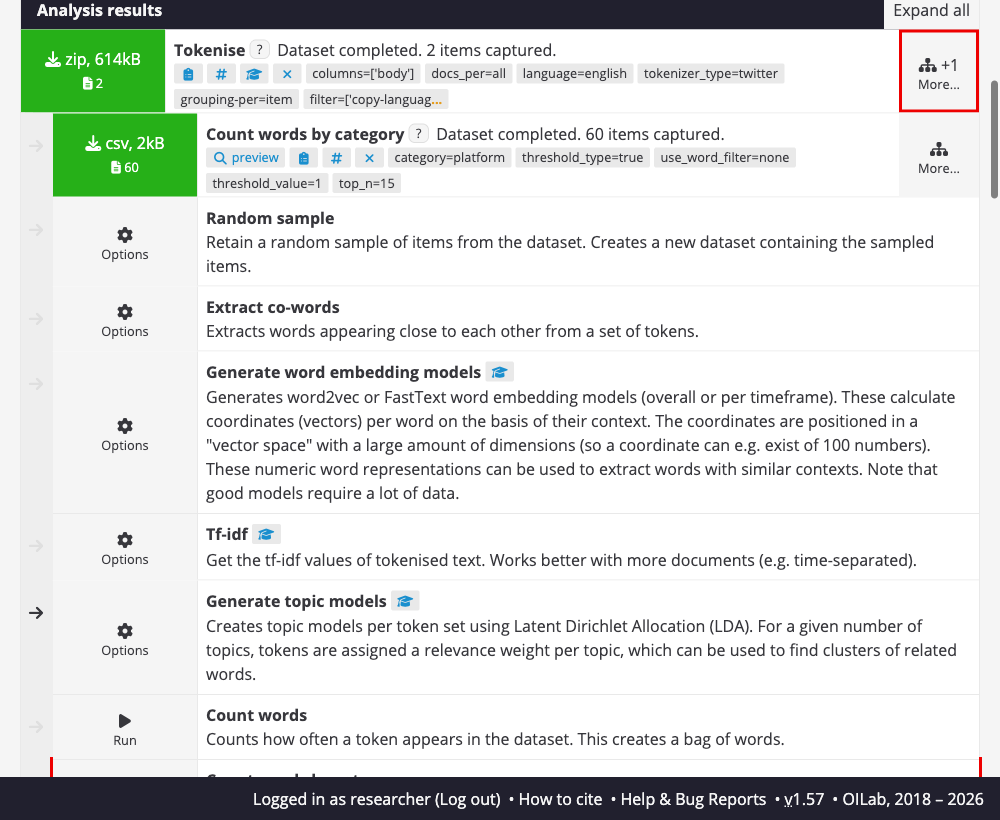 Analysis results
Expand all
zip, 614kB
2
Tokenise ? Dataset completed. 2 items captured.
# × columns=['body'] docs_per=all language=english tokenizer_type=twitter
grouping-per=item filter=['copy-languag...
+1
More...
csv, 2kB
60
Count words by category ? Dataset completed. 60 items captured.
preview # × category=platform threshold_type=true use_word_filter=none
threshold_value=1 top_n=15
More...
Random sample
Retain a random sample of items from the dataset. Creates a new dataset containing the sampled
items.
Options
Extract co-words
Extracts words appearing close to each other from a set of tokens.
Options
Generate word embedding models
Generates word2vec or FastText word embedding models (overall or per timeframe). These calculate
coordinates (vectors) per word on the basis of their context. The coordinates are positioned in a
"vector space" with a large amount of dimensions (so a coordinate can e.g. exist of 100 numbers).
These numeric word representations can be used to extract words with similar contexts. Note that
good models require a lot of data.
Options
Tf-idf
Get the tf-idf values of tokenised text. Works better with more documents (e.g. time-separated).
Options
Generate topic models
Creates topic models per token set using Latent Dirichlet Allocation (LDA). For a given number of
topics, tokens are assigned a relevance weight per topic, which can be used to find clusters of related
words.
Options
Count words
Counts how often a token appears in the dataset. This creates a bag of words.
Run
Logged in as researcher (Log out) • How to cite • Help & Bug Reports • v1.57 • OILab, 2018 – 2026